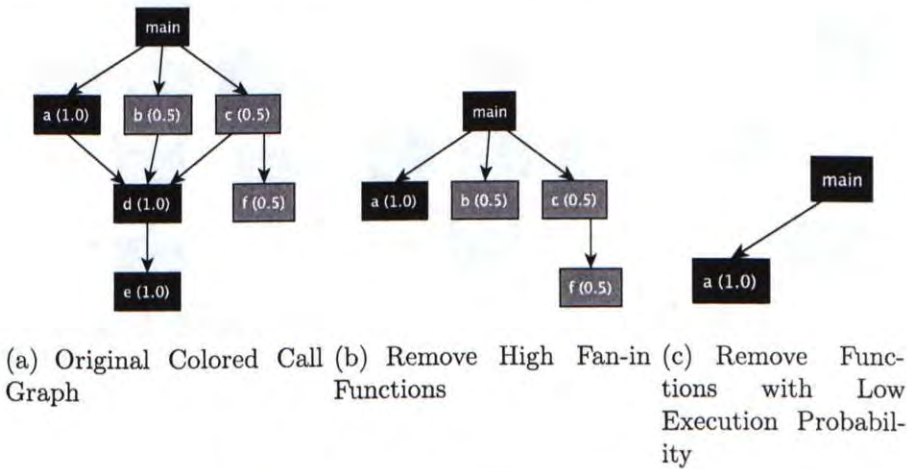 main
a (1.0) b (0.5) c (0.5)
d (1.0) f (0.5)
e (1.0)
(a) Original Colored Call
Graph
main
a (1.0) b (0.5) c (0.5)
f (0.5)
(b) Remove High Fan-in
Functions
main
a (1.0)
(c) Remove Func-
tions with Low
Execution Probabil-
ity